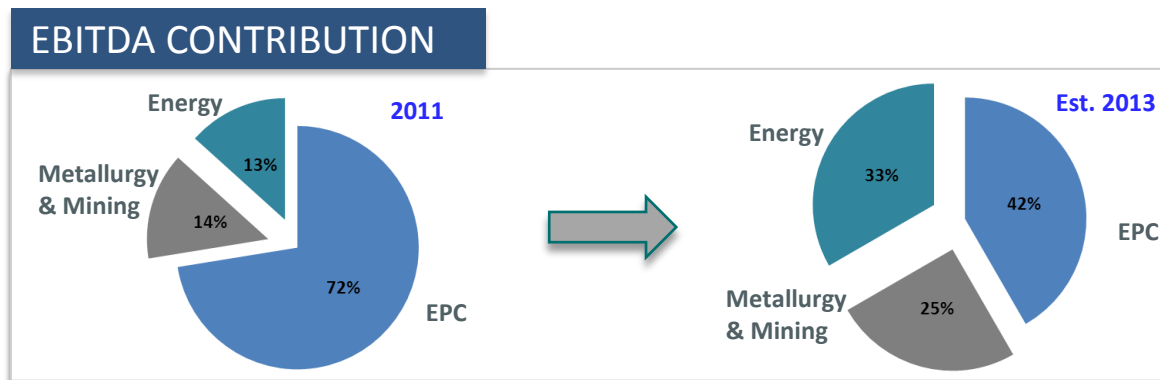 EBITDA CONTRIBUTION
Energy
2011
13%
Metallurgy
& Mining
14%
72%
EPC
Est. 2013
Energy
33%
42%
EPC
Metallurgy
& Mining
25%